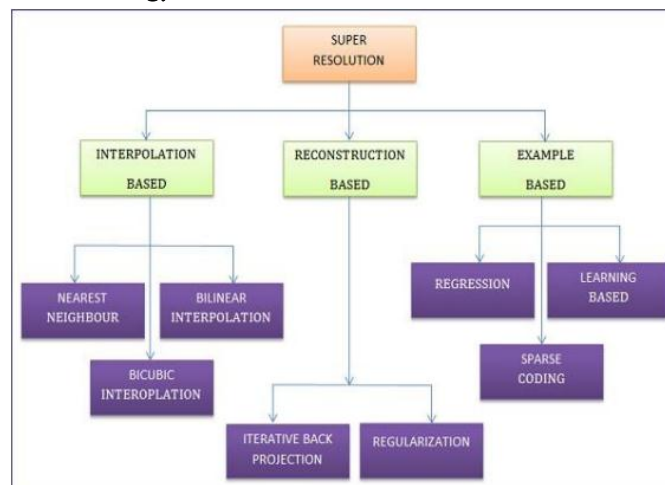 SUPER
RESOLUTION
INTERPOLATION
BASED
RECONSTRUCTION
BASED
EXAMPLE
BASED
NEAREST
NEIGHBOUR
BILINEAR
INTERPOLATION
BICUBIC
INTEROPLATION
REGRESSION
LEARNING
BASED
SPARSE
CODING
ITERATIVE BACK
PROJECTION
REGULARIZATION